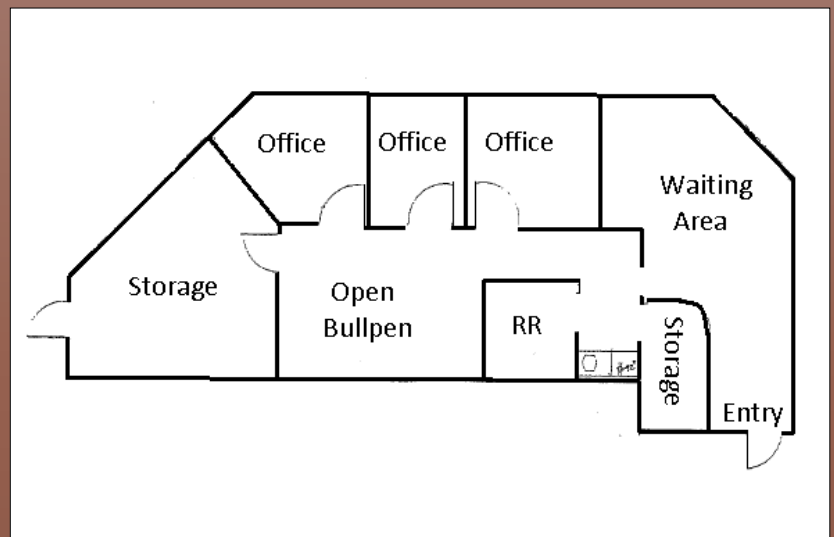 Office
Office
Office
Waiting
Area
Storage
Open
Bullpen
RR
Storage
Entry